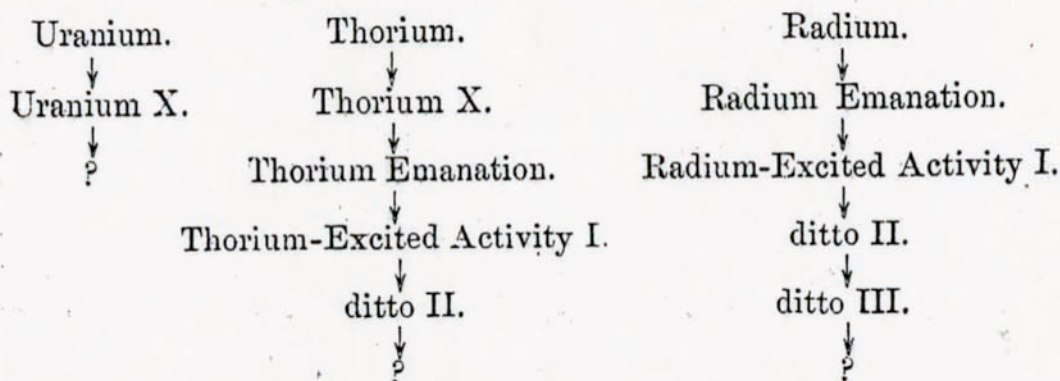 Uranium. Thorium. Radium.
Uranium X. Thorium X. Radium Emanation.
? Thorium Emanation. Radium-Excited Activity I.
Thorium-Excited Activity I. ditto II.
ditto II. ditto III.
? ?